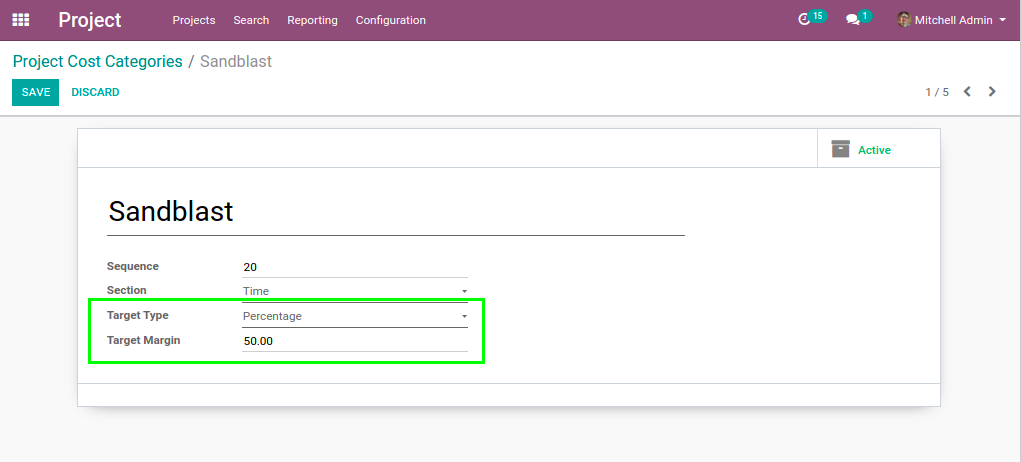 Project Projects Search Reporting Configuration 15 1 Mitchell Admin
Project Cost Categories / Sandblast
SAVE DISCARD 1 / 5
Active
Sandblast
Sequence 20
Section Time
Target Type Percentage
Target Margin 50.00